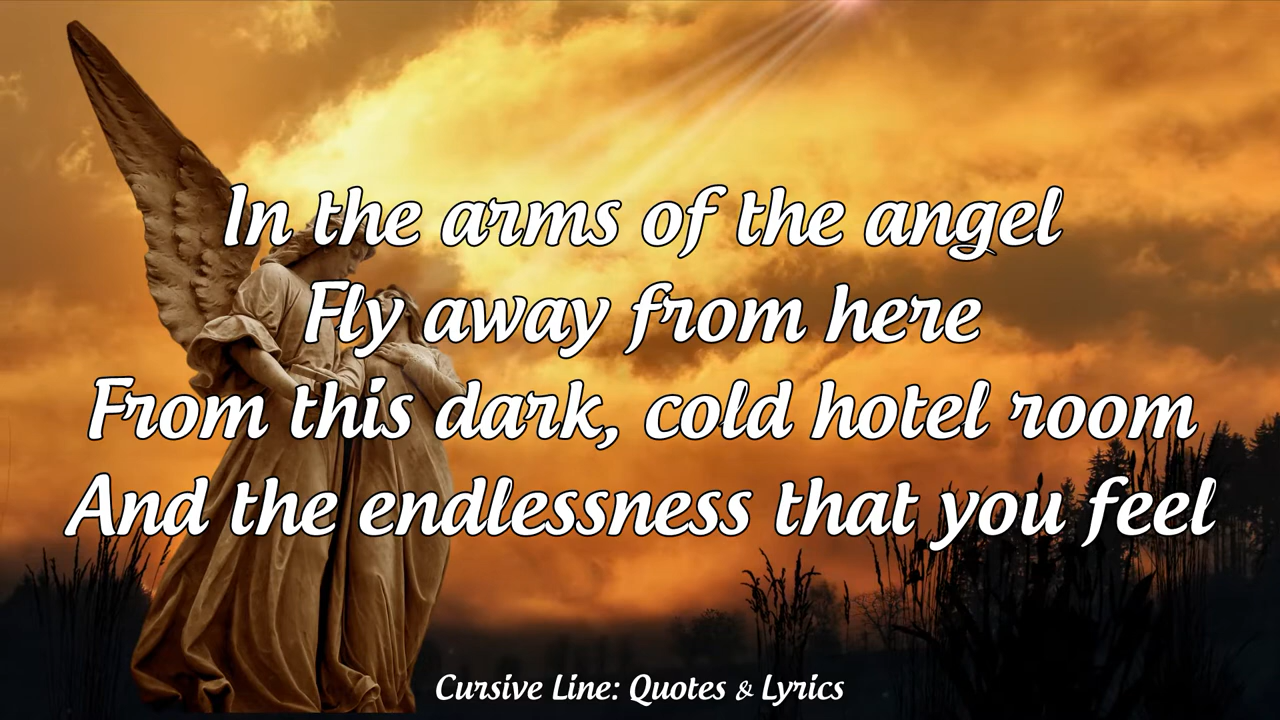 In the arms of the angel
Fly away from here
From this dark, cold hotel room
And the endlessness that you feel
Cursive Line: Quotes & Lyrics